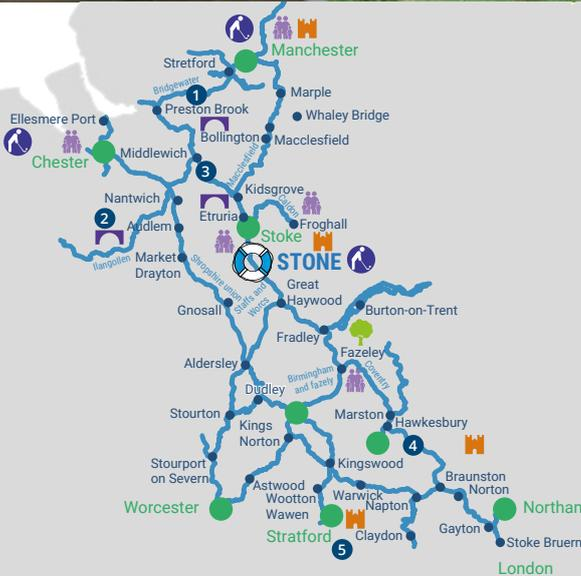 Manchester
Stretford
Bridgewater
1
Marple
Preston Brook
Whaley Bridge
Ellesmere Port
Bollington
Macclesfield
Chester
Middlewich
3
Macclesfield
Kidsgrove
Nantwich
Caldon
Etruria
Froghall
2
Audlem
Stoke
llangollen
STONE
Market
Drayton
Shropshire union
Staffs and
Worcs
Great
Haywood
Gnosall
Burton-on-Trent
Fradley
Fazeley
Aldersley
Birmingham
and fazely
Coventry
Dudley
Stourton
Marston
Kings
Norton
Hawkesbury
4
Stourport
on Severn
Kingswood
Braunston
Astwood
Norton
Wootton
Wawen
Warwick
Napton
Worcester
Northan
Stratford
Gayton
Claydon
Stoke Bruern
5
London